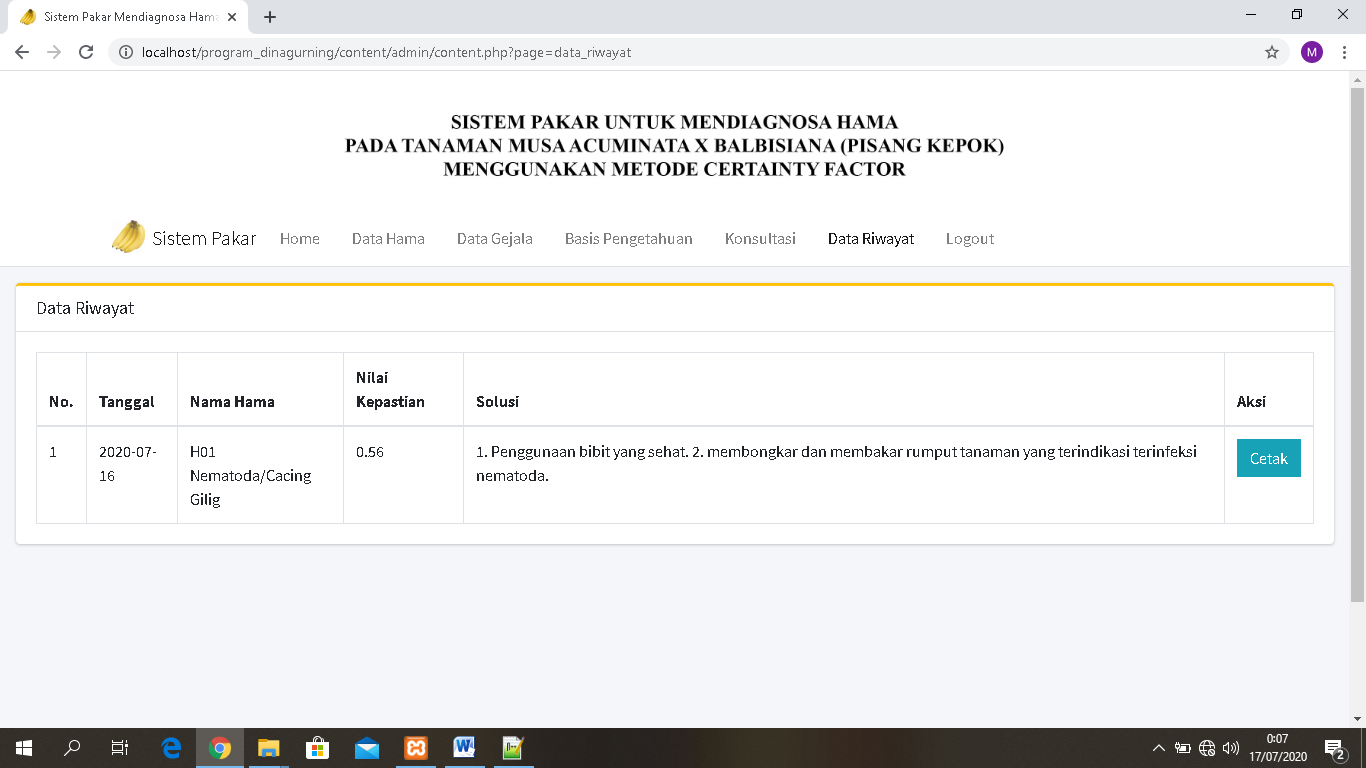 Sistem Pakar Mendiagnosa Hama
localhost/program_dinagurning/content/admin/content.php?page=data_riwayat
M
SISTEM PAKAR UNTUK MENDIAGNOSA HAMA
PADA TANAMAN MUSA ACUMINATA X BALBISIANA (PISANG KEPOK)
MENGGUNAKAN METODE CERTAINTY FACTOR
Sistem Pakar Home Data Hama Data Gejala Basis Pengetahuan Konsultasi Data Riwayat Logout
Data Riwayat
No. Tanggal Nama Hama Nilai Kepastian Solusi Aksi
1 2020-07-16 H01 Nematoda/Cacing Gilig 0.56 1. Penggunaan bibit yang sehat. 2. membongkar dan membakar rumput tanaman yang terindikasi terinfeksi nematoda. Cetak
0:07
17/07/2020
2